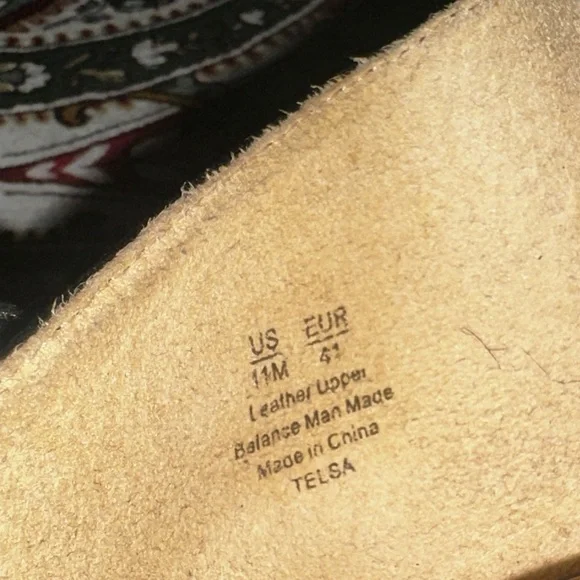 US EUR
11M 41
Leather Upper
Balance Man Made
Made in China
TELSA